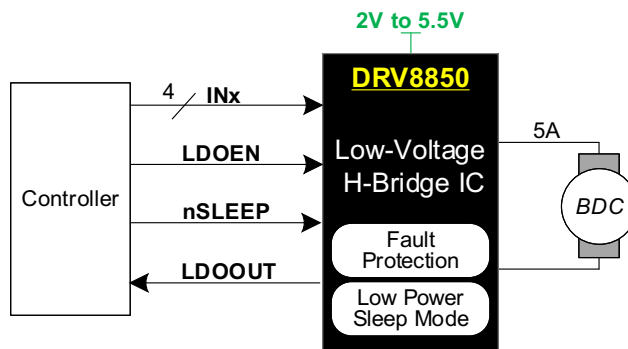 2V to 5.5V
DRV8850
4
INx
LDOEN
nSLEEP
LDOOUT
Controller
Low-Voltage
H-Bridge IC
5A
BDC
Fault
Protection
Low Power
Sleep Mode